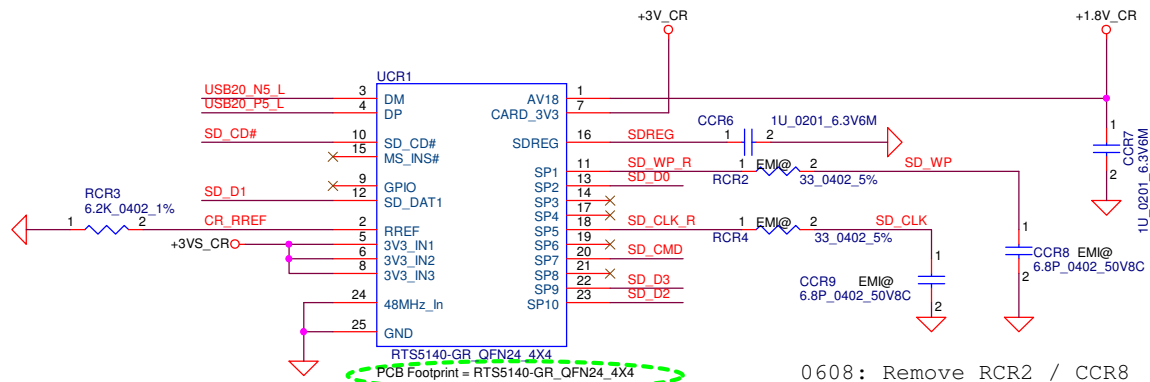 +3V_CR
+1.8V_CR
UCR1
USB20_N5_L 3 DM
USB20_P5_L 4 DP
SD_CD# 10 SD_CD#
15 MS_INS#
9 GPIO
SD_D1 12 SD_DAT1
RCR3
6.2K_0402_1%
1 2 CR_RREF 2 RREF
+3VS_CR 5 3V3_IN1
6 3V3_IN2
8 3V3_IN3
24 48MHz_In
25 GND
AV18 1
CARD_3V3 7
SDREG 16 SDREG 1 CCR6 2 1U_0201_6.3V6M
SP1 11 SD_WP_R 1 EMI@ 2 SD_WP
RCR2 33_0402_5%
SP2 13 SD_D0
SP3 14
SP4 17
SP5 18 SD_CLK_R 1 EMI@ 2 SD_CLK
RCR4 33_0402_5%
SP6 19
SP7 20 SD_CMD
SP8 21
SP9 22 SD_D3
SP10 23 SD_D2
1
CCR7
1U_0201_6.3V6M
2
1
CCR8 EMI@
6.8P_0402_50V8C
2
1
CCR9 EMI@
6.8P_0402_50V8C
2
RTS5140-GR_QFN24_4X4
PCB Footprint = RTS5140-GR_QFN24_4X4
0608: Remove RCR2 / CCR8